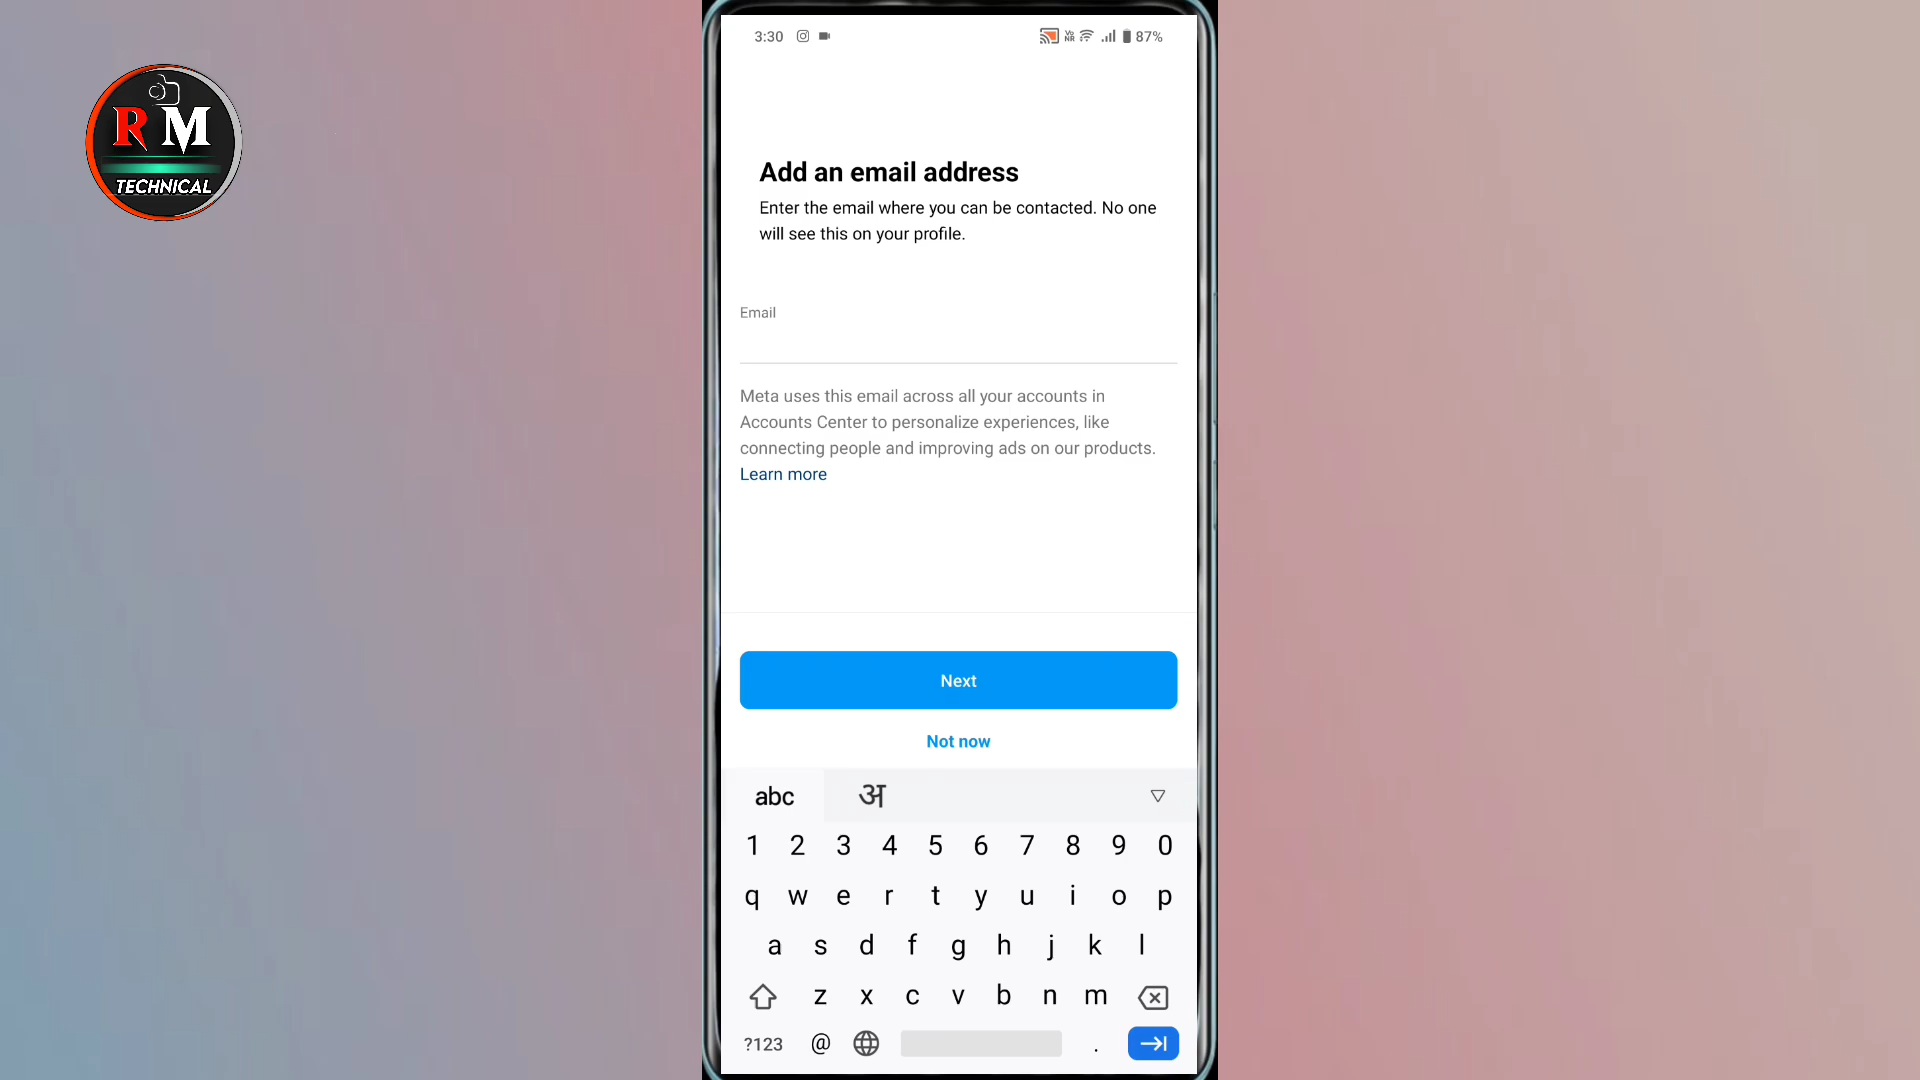 R M
TECHNICAL
3:30
87%
Add an email address
Enter the email where you can be contacted. No one
will see this on your profile.
Email
Meta uses this email across all your accounts in
Accounts Center to personalize experiences, like
connecting people and improving ads on our products.
Learn more
Next
Not now
abc अ
1 2 3 4 5 6 7 8 9 0
q w e r t y u i o p
a s d f g h j k l
z x c v b n m
?123 @ .